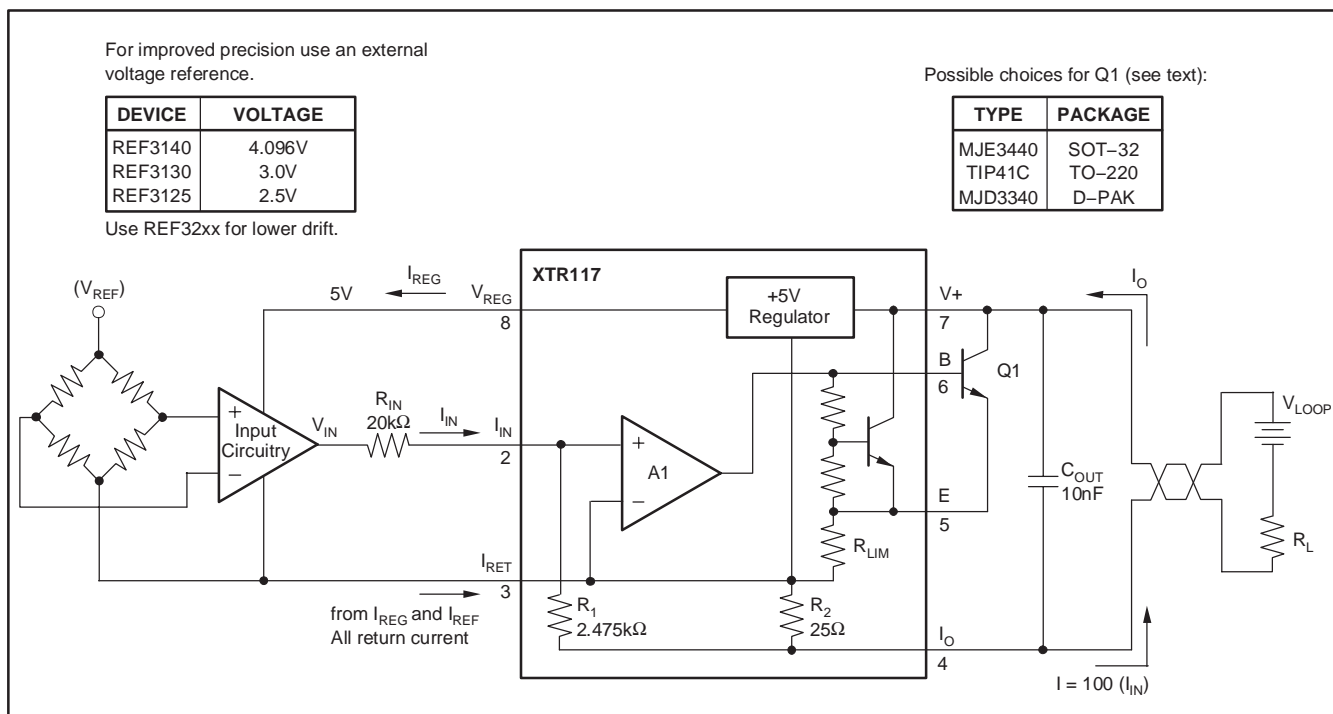 For improved precision use an external
voltage reference.
DEVICE VOLTAGE
REF3140 4.096V
REF3130 3.0V
REF3125 2.5V
Use REF32xx for lower drift.
Possible choices for Q1 (see text):
TYPE PACKAGE
MJE3440 SOT−32
TIP41C TO−220
MJD3340 D−PAK
XTR117
(VREF)
5V
IREG
VREG
8
+5V
Regulator
V+
7
IO
B
6
Q1
VLOOP
RIN
20kΩ
IIN
IIN
2
VIN
+
Input
Circuitry
−
+
A1
−
COUT
10nF
E
5
RLIM
RL
IRET
3
from IREG and IREF
All return current
R1
2.475kΩ
R2
25Ω
IO
4
I = 100 (IIN)